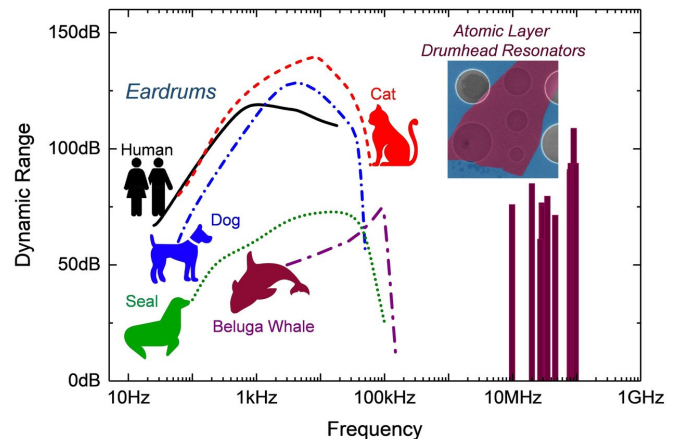 150dB
100dB
50dB
0dB
Dynamic Range
Eardrums
Human
Dog
Seal
Beluga Whale
Cat
Atomic Layer
Drumhead Resonators
10Hz
1kHz
100kHz
10MHz
1GHz
Frequency